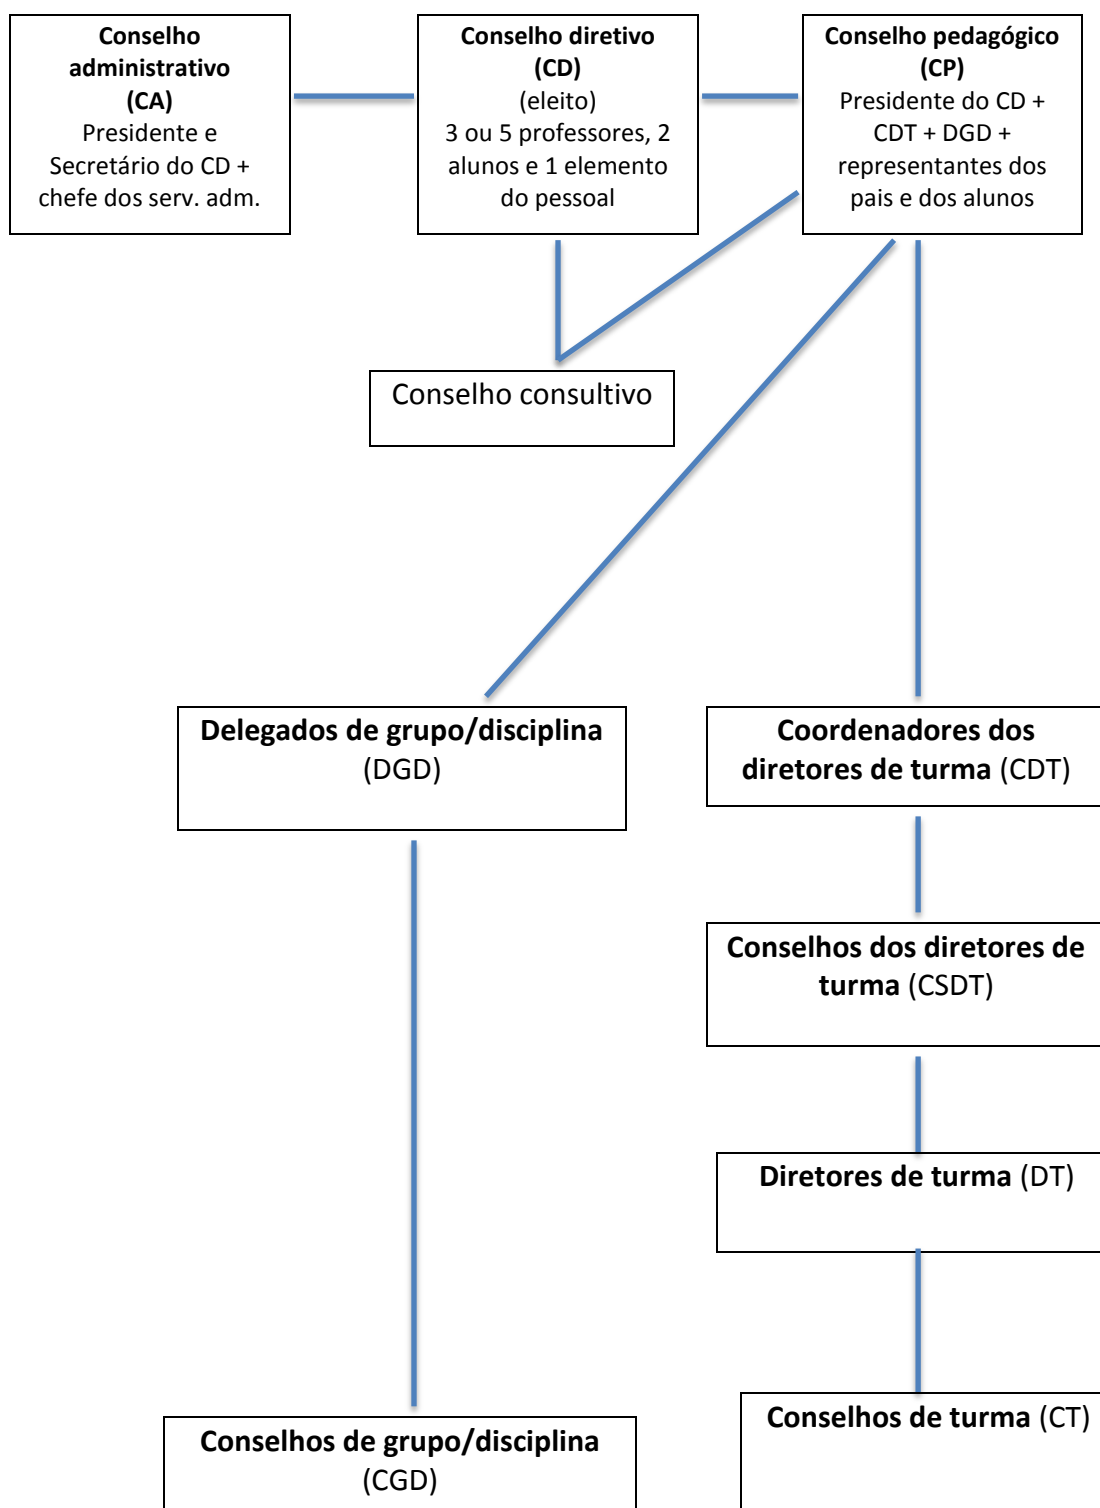 Conselho
administrativo
(CA)
Presidente e
Secretário do CD +
chefe dos serv. adm.
Conselho diretivo
(CD)
(eleito)
3 ou 5 professores, 2
alunos e 1 elemento
do pessoal
Conselho pedagógico
(CP)
Presidente do CD +
CDT + DGD +
representantes dos
pais e dos alunos
Conselho consultivo
Delegados de grupo/disciplina
(DGD)
Coordenadores dos
diretores de turma (CDT)
Conselhos dos diretores de
turma (CSDT)
Diretores de turma (DT)
Conselhos de turma (CT)
Conselhos de grupo/disciplina
(CGD)